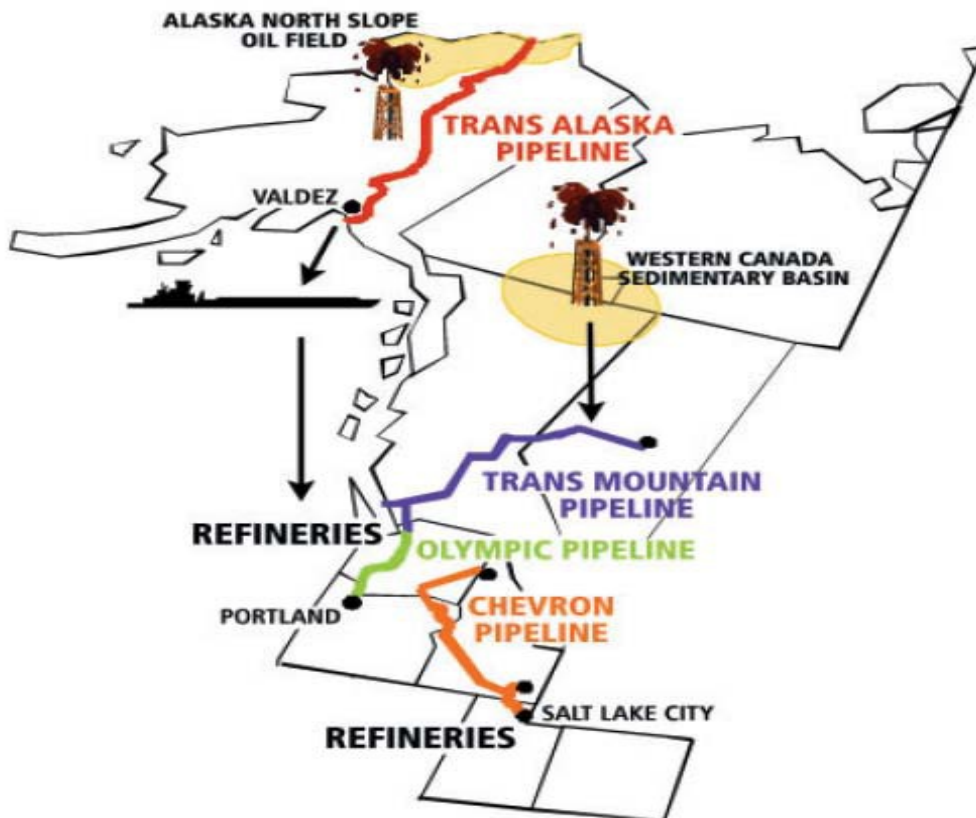 ALASKA NORTH SLOPE
OIL FIELD
TRANS ALASKA
PIPELINE
VALDEZ
WESTERN CANADA
SEDIMENTARY BASIN
TRANS MOUNTAIN
PIPELINE
REFINERIES
OLYMPIC PIPELINE
PORTLAND
CHEVRON
PIPELINE
SALT LAKE CITY
REFINERIES